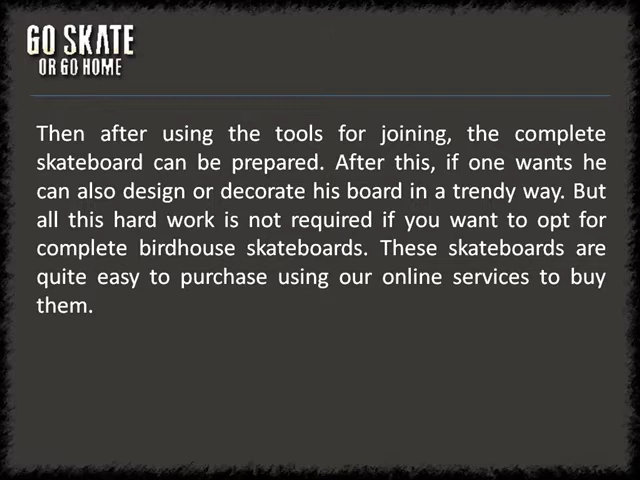 GO SKATE
OR GO HOME
Then after using the tools for joining, the complete
skateboard can be prepared. After this, if one wants he
can also design or decorate his board in a trendy way. But
all this hard work is not required if you want to opt for
complete birdhouse skateboards. These skateboards are
quite easy to purchase using our online services to buy
them.